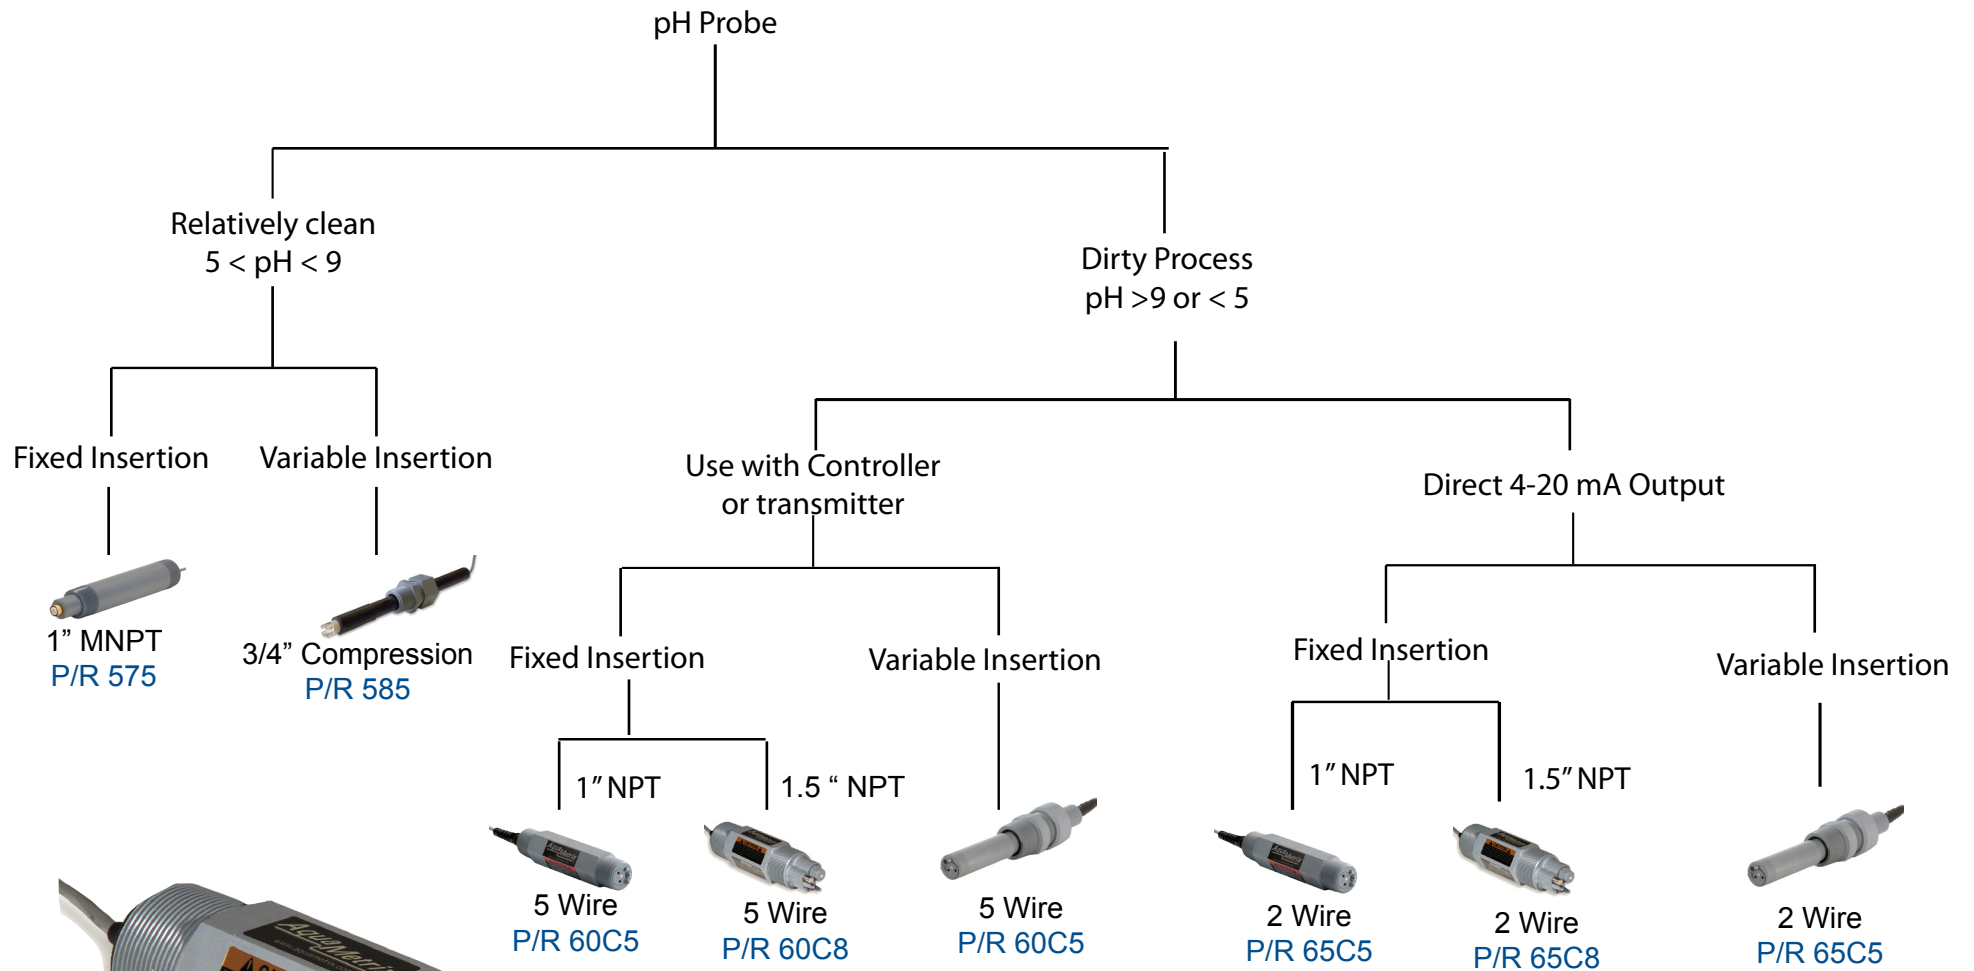 pH Probe
Relatively clean
5 < pH < 9
Dirty Process
pH >9 or < 5
Fixed Insertion
Variable Insertion
Use with Controller
or transmitter
Direct 4-20 mA Output
1” MNPT
P/R 575
3/4” Compression
P/R 585
Fixed Insertion
Variable Insertion
Fixed Insertion
Variable Insertion
1” NPT
1.5 “ NPT
1” NPT
1.5” NPT
5 Wire
P/R 60C5
5 Wire
P/R 60C8
5 Wire
P/R 60C5
2 Wire
P/R 65C5
2 Wire
P/R 65C8
2 Wire
P/R 65C5
AquaMetrix